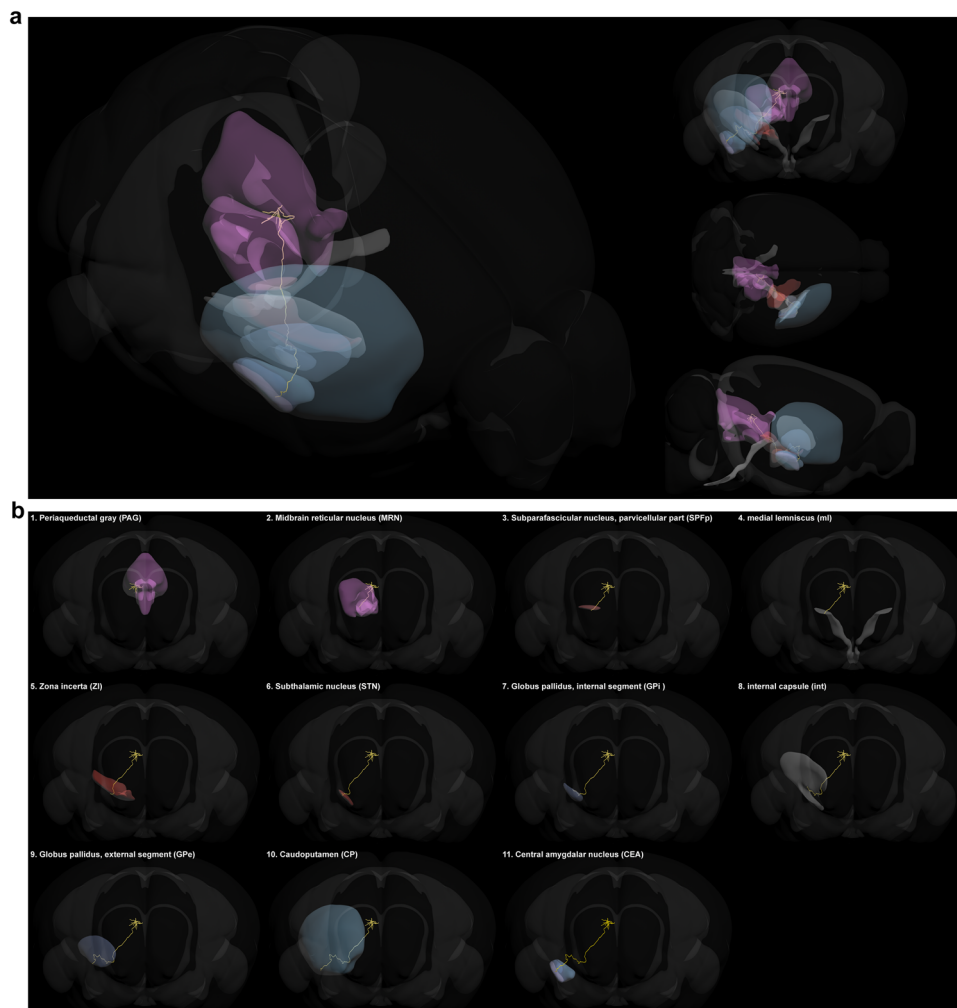 a
b
1. Periaqueductal gray (PAG)
2. Midbrain reticular nucleus (MRN)
3. Subparafascicular nucleus, parvicellular part (SPFp)
4. medial lemniscus (ml)
5. Zona incerta (ZI)
6. Subthalamic nucleus (STN)
7. Globus pallidus, internal segment (GPi )
8. internal capsule (int)
9. Globus pallidus, external segment (GPe)
10. Caudoputamen (CP)
11. Central amygdalar nucleus (CEA)